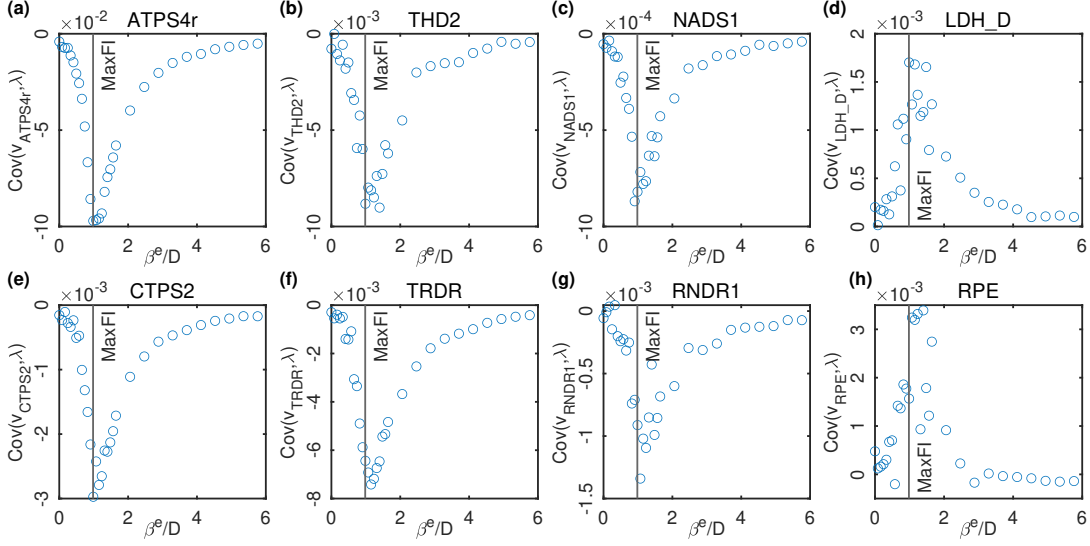 (a) ×10⁻² ATPS4r
0
-5
-10
Cov(v_ATPS4r,λ)
MaxFI
0 2 4 6
β^e/D
(b) ×10⁻³ THD2
0
-5
-10
Cov(v_THD2,λ)
MaxFI
0 2 4 6
β^e/D
(c) ×10⁻⁴ NADS1
0
-5
-10
Cov(v_NADS1,λ)
MaxFI
0 2 4 6
β^e/D
(d) ×10⁻³ LDH_D
2
1.5
1
0.5
0
Cov(v_LDH_D,λ)
MaxFI
0 2 4 6
β^e/D
(e) ×10⁻³ CTPS2
0
-1
-2
-3
Cov(v_CTPS2,λ)
MaxFI
0 2 4 6
β^e/D
(f) ×10⁻³ TRDR
0
-2
-4
-6
-8
Cov(v_TRDR,λ)
MaxFI
0 2 4 6
β^e/D
(g) ×10⁻³ RNDR1
0
-0.5
-1
-1.5
Cov(v_RNDR1,λ)
MaxFI
0 2 4 6
β^e/D
(h) ×10⁻³ RPE
3
2
1
0
Cov(v_RPE,λ)
MaxFI
0 2 4 6
β^e/D